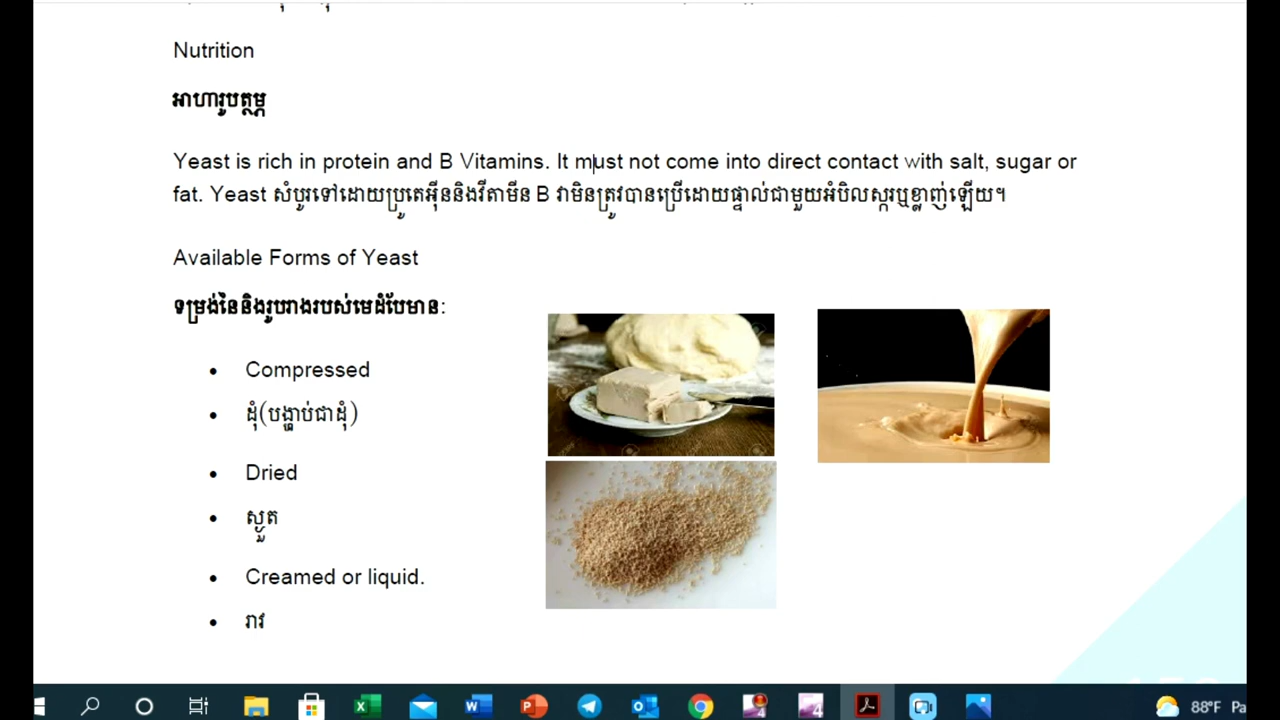 Nutrition
អាហារូបត្ថម្ភ
Yeast is rich in protein and B Vitamins. It must not come into direct contact with salt, sugar or
fat. Yeast សំបូរទៅដោយប្រូតេអ៊ីននិងវីតាមីន B វាមិនត្រូវបានប្រើដោយផ្ទាល់ជាមួយអំបិលស្ករឬខ្លាញ់ឡើយ។
Available Forms of Yeast
ទម្រង់នៃនិងរូបរាងរបស់មេដំបែមាន:
• Compressed
• ដុំ(បង្ហាប់ជាដុំ)
• Dried
• ស្ងួត
• Creamed or liquid.
• រាវ
88°F Pa